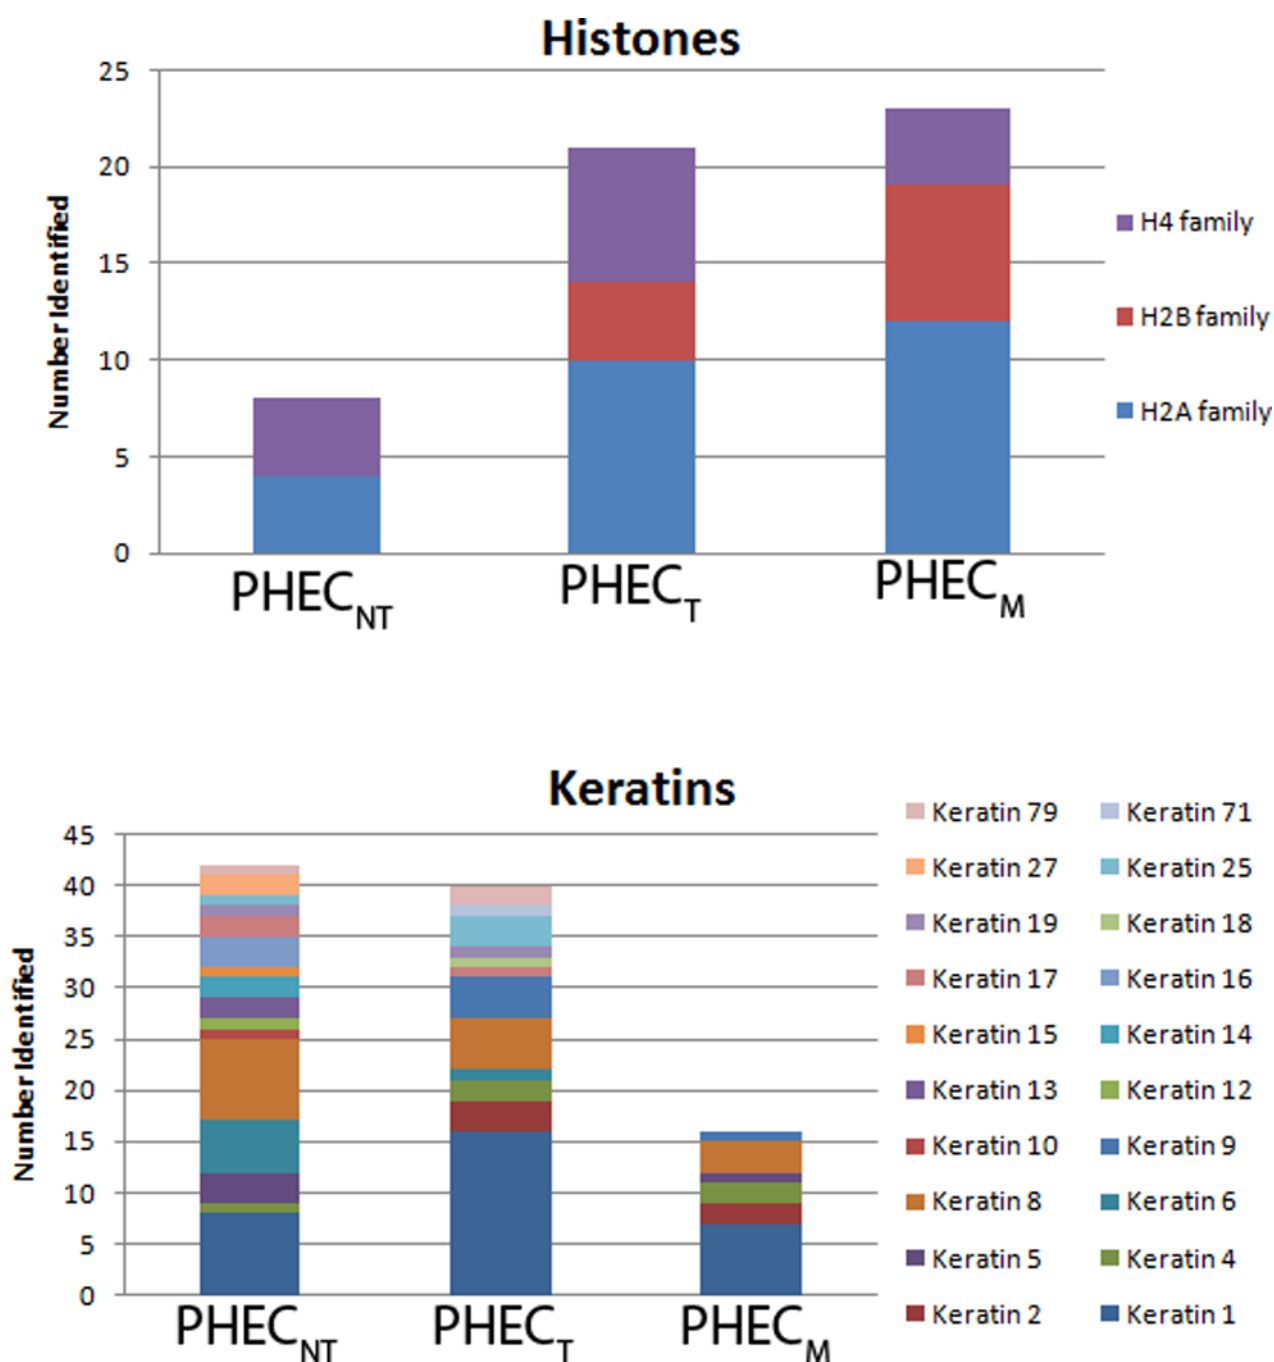 Histones
25
20
15
10
5
0
Number Identified
H4 family
H2B family
H2A family
PHECNT
PHECT
PHECM
Keratins
45
40
35
30
25
20
15
10
5
0
Number Identified
Keratin 79 Keratin 71
Keratin 27 Keratin 25
Keratin 19 Keratin 18
Keratin 17 Keratin 16
Keratin 15 Keratin 14
Keratin 13 Keratin 12
Keratin 10 Keratin 9
Keratin 8 Keratin 6
Keratin 5 Keratin 4
Keratin 2 Keratin 1
PHECNT
PHECT
PHECM